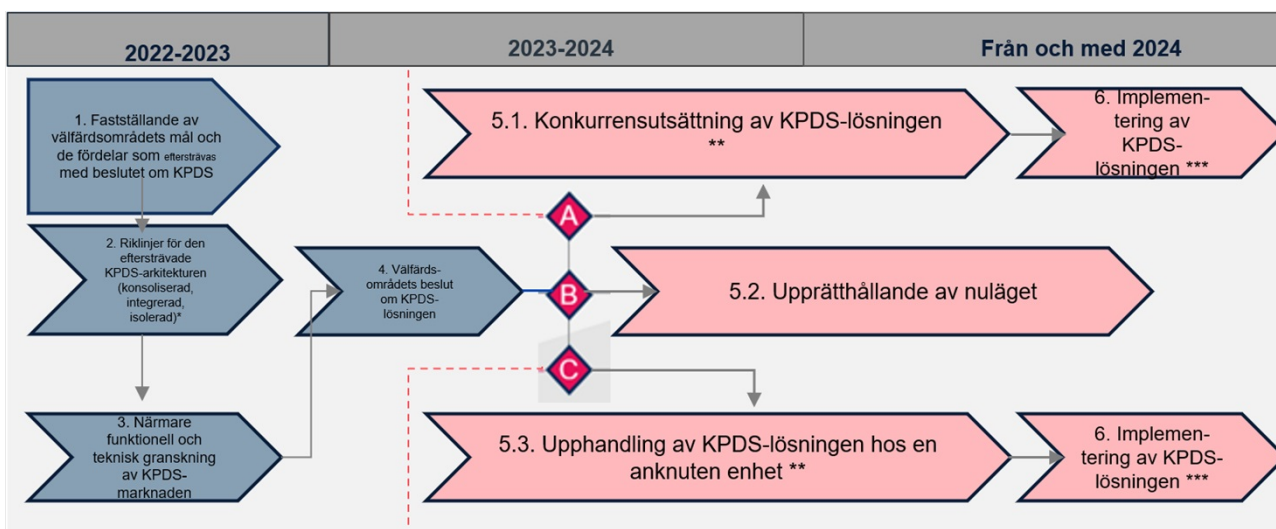 2022-2023
2023-2024
Från och med 2024
1. Fastställande av
välfärdsområdets mål och
de fördelar som eftersträvas
med beslutet om KPDS
2. Riklinjer för den
eftersträvade
KPDS-arkitekturen
(konsoliserad,
integrerad,
isolerad)*
3. Närmare
funktionell och
teknisk granskning
av KPDS-
marknaden
4. Välfärds-
områdets beslut
om KPDS-
lösningen
A
B
C
5.1. Konkurrensutsättning av KPDS-lösningen
**
6. Implemen-
tering av
KPDS-
lösningen ***
5.2. Upprätthållande av nuläget
5.3. Upphandling av KPDS-lösningen hos en
anknuten enhet **
6. Implemen-
tering av KPDS-
lösningen ***